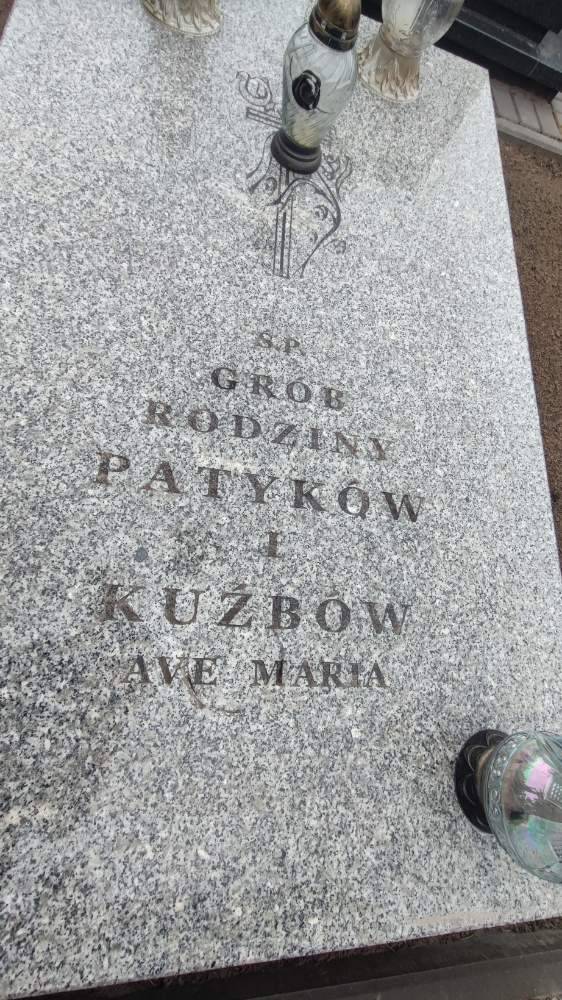 Ś.P.
GRÓB
RODZINY
PATYKÓW
I
KUŹBÓW
AVE MARIA